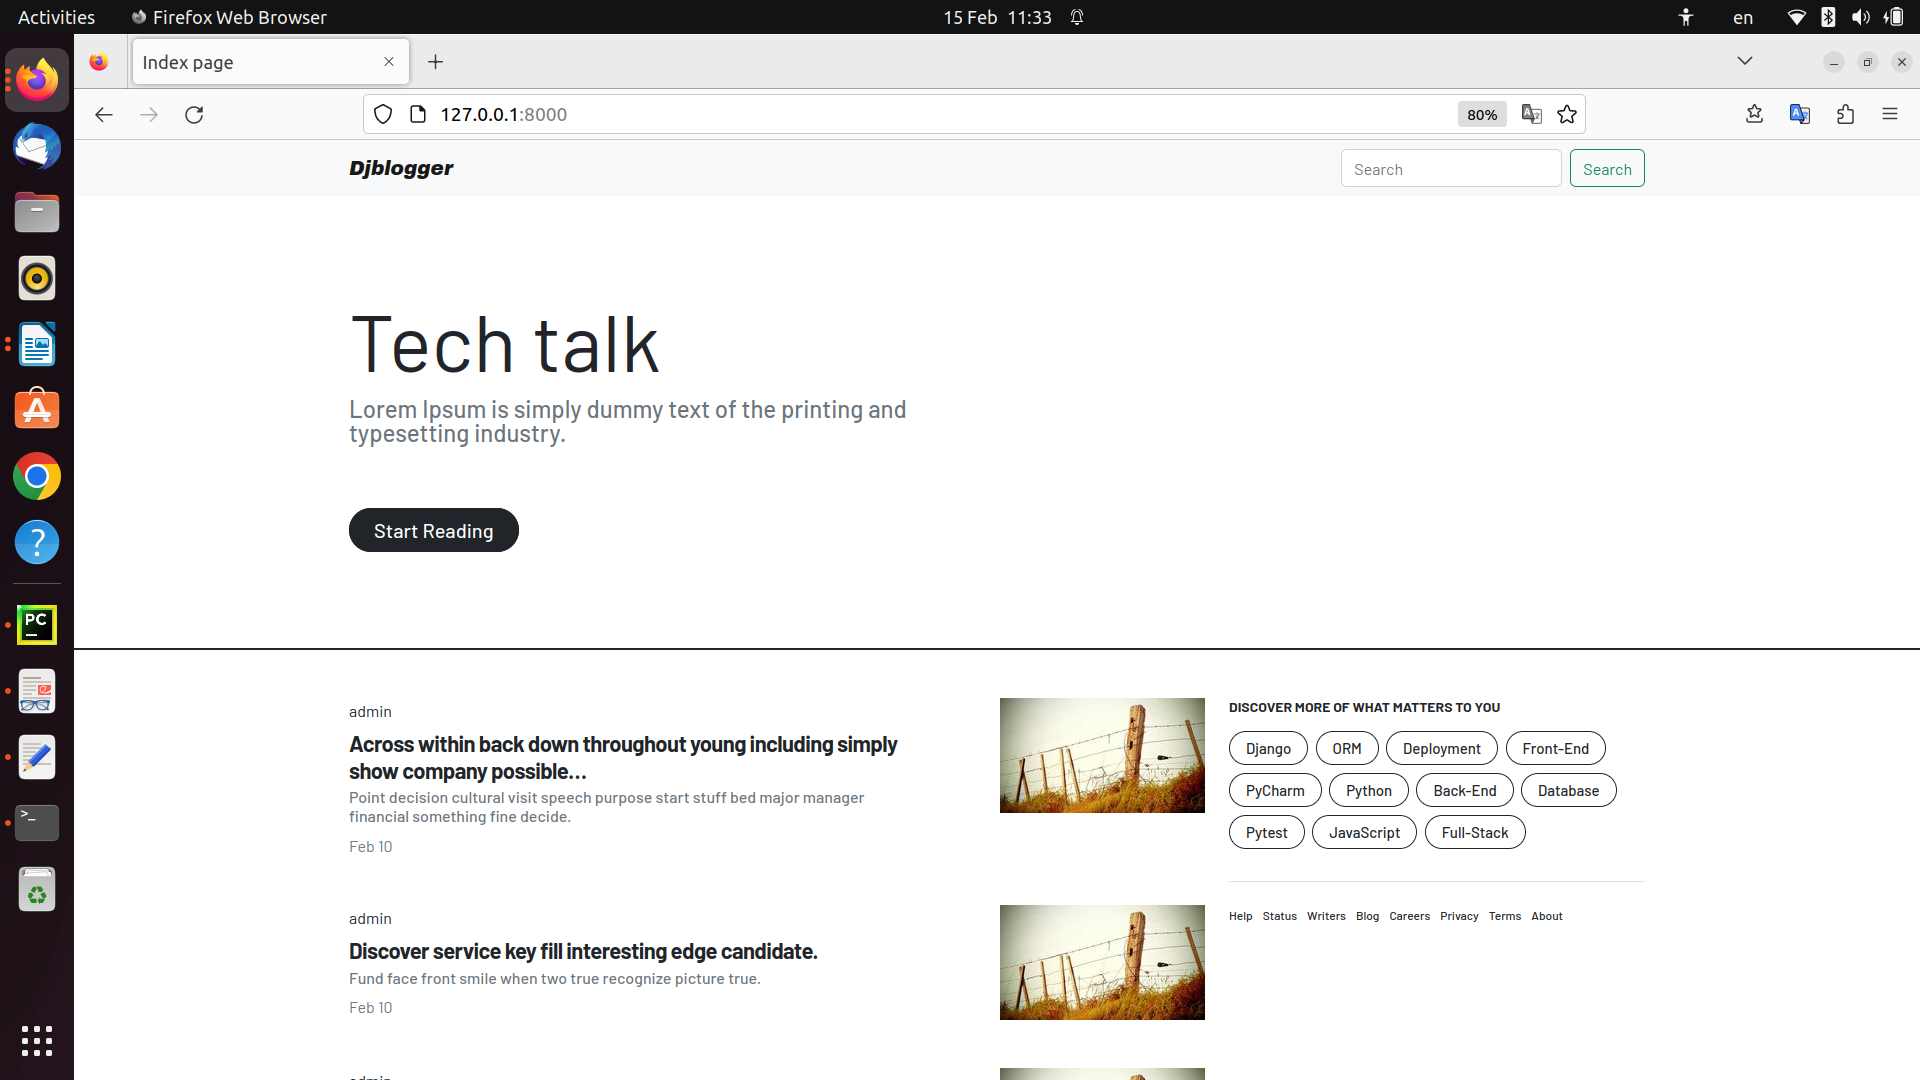 Activities
Firefox Web Browser
15 Feb 11:33
en
Index page
127.0.0.1:8000
80%
Djblogger
Search
Search
Tech talk
Lorem Ipsum is simply dummy text of the printing and
typesetting industry.
Start Reading
admin
Across within back down throughout young including simply
show company possible...
Point decision cultural visit speech purpose start stuff bed major manager
financial something fine decide.
Feb 10
admin
Discover service key fill interesting edge candidate.
Fund face front smile when two true recognize picture true.
Feb 10
DISCOVER MORE OF WHAT MATTERS TO YOU
Django ORM Deployment Front-End
PyCharm Python Back-End Database
Pytest JavaScript Full-Stack
Help Status Writers Blog Careers Privacy Terms About
PC